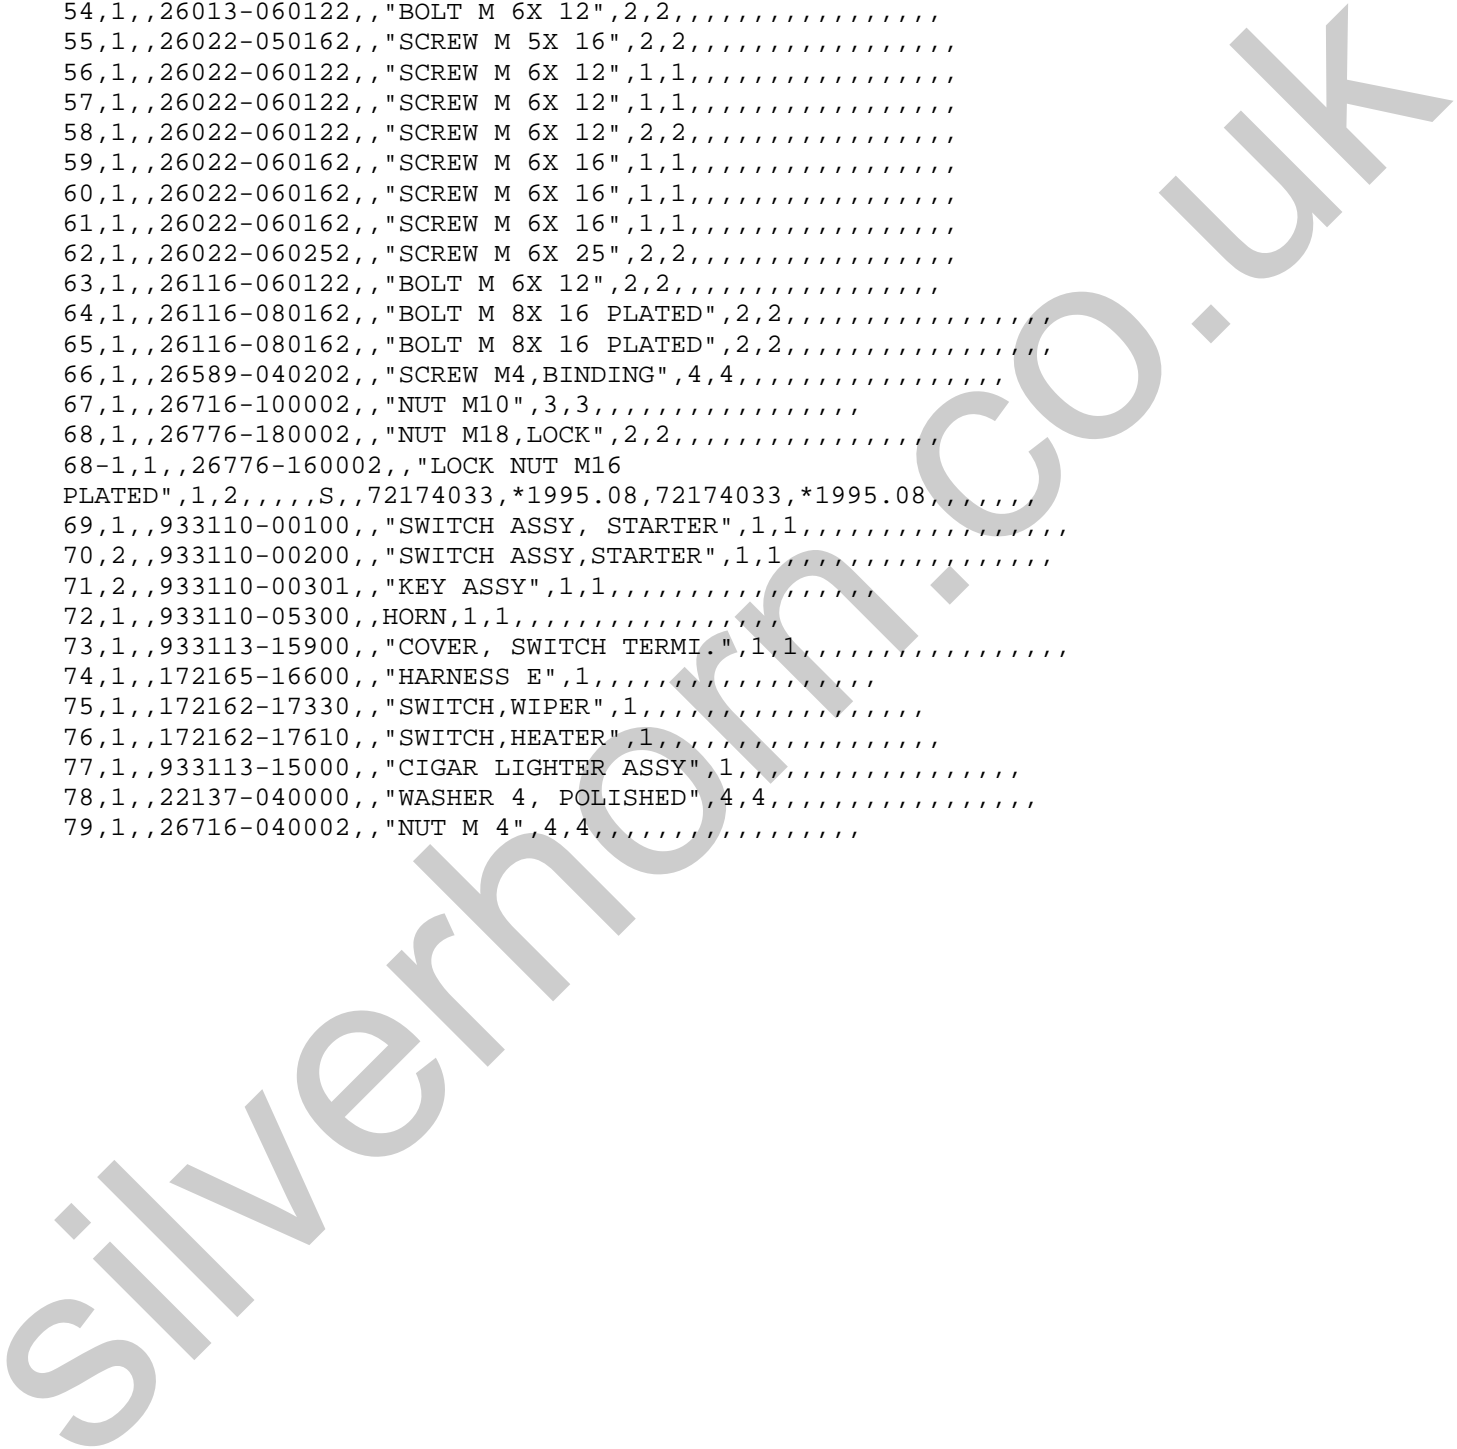 54,1,,26013-060122,,"BOLT M 6X 12",2,2,,,,,,,,,,,,,,,,,
55,1,,26022-050162,,"SCREW M 5X 16",2,2,,,,,,,,,,,,,,,,,
56,1,,26022-060122,,"SCREW M 6X 12",1,1,,,,,,,,,,,,,,,,,
57,1,,26022-060122,,"SCREW M 6X 12",1,1,,,,,,,,,,,,,,,,,
58,1,,26022-060122,,"SCREW M 6X 12",2,2,,,,,,,,,,,,,,,,,
59,1,,26022-060162,,"SCREW M 6X 16",1,1,,,,,,,,,,,,,,,,,
60,1,,26022-060162,,"SCREW M 6X 16",1,1,,,,,,,,,,,,,,,,,
61,1,,26022-060162,,"SCREW M 6X 16",1,1,,,,,,,,,,,,,,,,,
62,1,,26022-060252,,"SCREW M 6X 25",2,2,,,,,,,,,,,,,,,,,
63,1,,26116-060122,,"BOLT M 6X 12",2,2,,,,,,,,,,,,,,,,,
64,1,,26116-080162,,"BOLT M 8X 16 PLATED",2,2,,,,,,,,,,,,,,,,,
65,1,,26116-080162,,"BOLT M 8X 16 PLATED",2,2,,,,,,,,,,,,,,,,,
66,1,,26589-040202,,"SCREW M4,BINDING",4,4,,,,,,,,,,,,,,,,,
67,1,,26716-100002,,"NUT M10",3,3,,,,,,,,,,,,,,,,,
68,1,,26776-180002,,"NUT M18,LOCK",2,2,,,,,,,,,,,,,,,,,
68-1,1,,26776-160002,,"LOCK NUT M16
PLATED",1,2,,,,,S,,72174033,*1995.08,72174033,*1995.08,,,,,,,
69,1,,933110-00100,,"SWITCH ASSY, STARTER",1,1,,,,,,,,,,,,,,,,,
70,2,,933110-00200,,"SWITCH ASSY,STARTER",1,1,,,,,,,,,,,,,,,,,
71,2,,933110-00301,,"KEY ASSY",1,1,,,,,,,,,,,,,,,,,
72,1,,933110-05300,,HORN,1,1,,,,,,,,,,,,,,,,,
73,1,,933113-15900,,"COVER, SWITCH TERMI.",1,1,,,,,,,,,,,,,,,,,
74,1,,172165-16600,,"HARNESS E",1,,,,,,,,,,,,,,,,,,
75,1,,172162-17330,,"SWITCH,WIPER",1,,,,,,,,,,,,,,,,,,
76,1,,172162-17610,,"SWITCH,HEATER",1,,,,,,,,,,,,,,,,,,
77,1,,933113-15000,,"CIGAR LIGHTER ASSY",1,,,,,,,,,,,,,,,,,,
78,1,,22137-040000,,"WASHER 4, POLISHED",4,4,,,,,,,,,,,,,,,,,
79,1,,26716-040002,,"NUT M 4",4,4,,,,,,,,,,,,,,,,,
silverhorn.co.uk